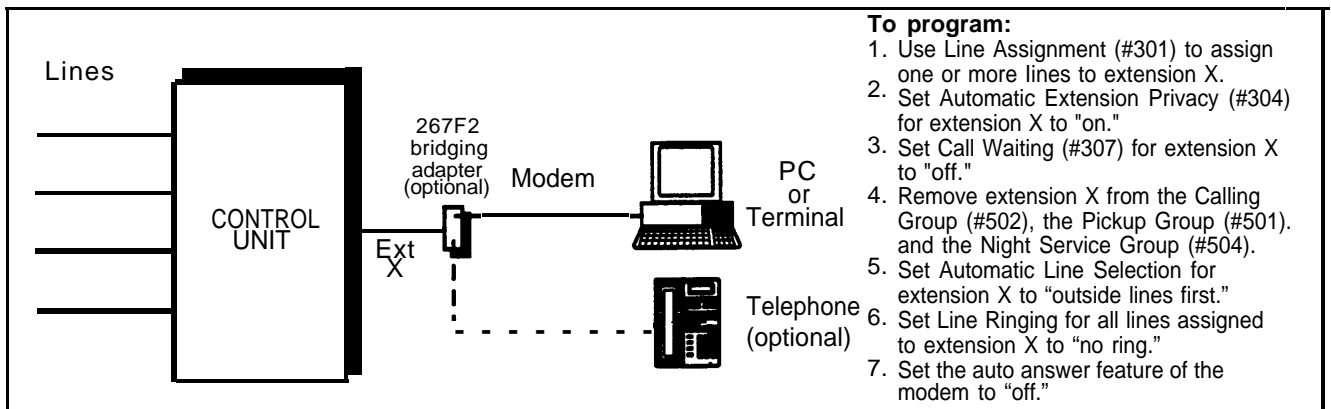 Lines
CONTROL
UNIT
Ext
X
267F2
bridging
adapter
(optional)
Modem
PC
or
Terminal
Telephone
(optional)
To program:
1. Use Line Assignment (#301) to assign
one or more lines to extension X.
2. Set Automatic Extension Privacy (#304)
for extension X to "on."
3. Set Call Waiting (#307) for extension X
to "off."
4. Remove extension X from the Calling
Group (#502), the Pickup Group (#501).
and the Night Service Group (#504).
5. Set Automatic Line Selection for
extension X to “outside lines first.”
6. Set Line Ringing for all lines assigned
to extension X to “no ring.”
7. Set the auto answer feature of the
modem to “off.”